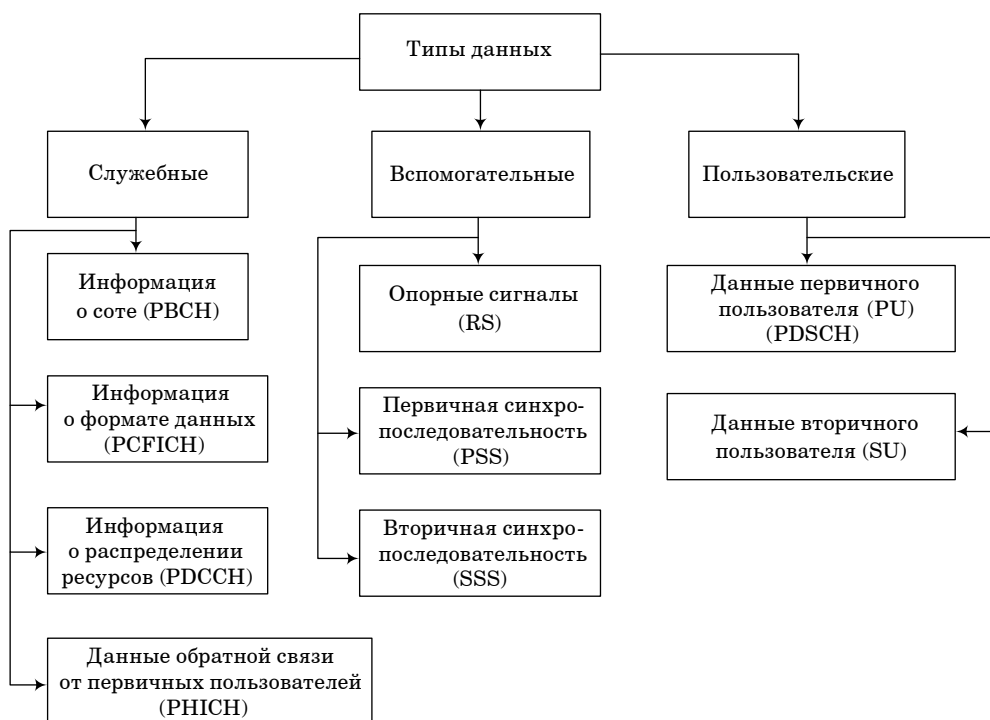 Типы данных
Служебные
Вспомогательные
Пользовательские
Информация
о соте (PBCH)
Информация
о формате данных
(PCFICH)
Информация
о распределении
ресурсов (PDCCH)
Данные обратной связи
от первичных пользователей
(PHICH)
Опорные сигналы
(RS)
Первичная синхро-
последовательность
(PSS)
Вторичная синхро-
последовательность
(SSS)
Данные первичного
пользователя (PU)
(PDSCH)
Данные вторичного
пользователя (SU)